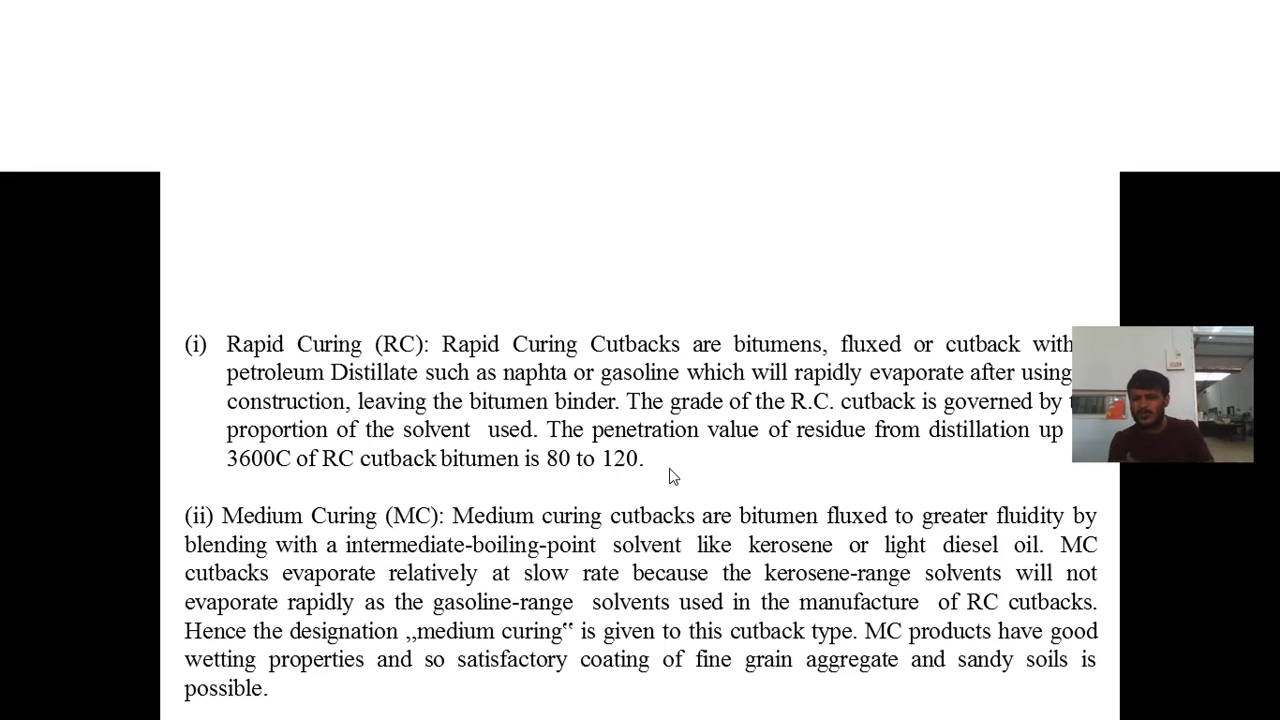 (i) Rapid Curing (RC): Rapid Curing Cutbacks are bitumens, fluxed or cutback with
petroleum Distillate such as naphta or gasoline which will rapidly evaporate after using
construction, leaving the bitumen binder. The grade of the R.C. cutback is governed by
proportion of the solvent used. The penetration value of residue from distillation up
3600C of RC cutback bitumen is 80 to 120.
(ii) Medium Curing (MC): Medium curing cutbacks are bitumen fluxed to greater fluidity by
blending with a intermediate-boiling-point solvent like kerosene or light diesel oil. MC
cutbacks evaporate relatively at slow rate because the kerosene-range solvents will not
evaporate rapidly as the gasoline-range solvents used in the manufacture of RC cutbacks.
Hence the designation „medium curing‟ is given to this cutback type. MC products have good
wetting properties and so satisfactory coating of fine grain aggregate and sandy soils is
possible.